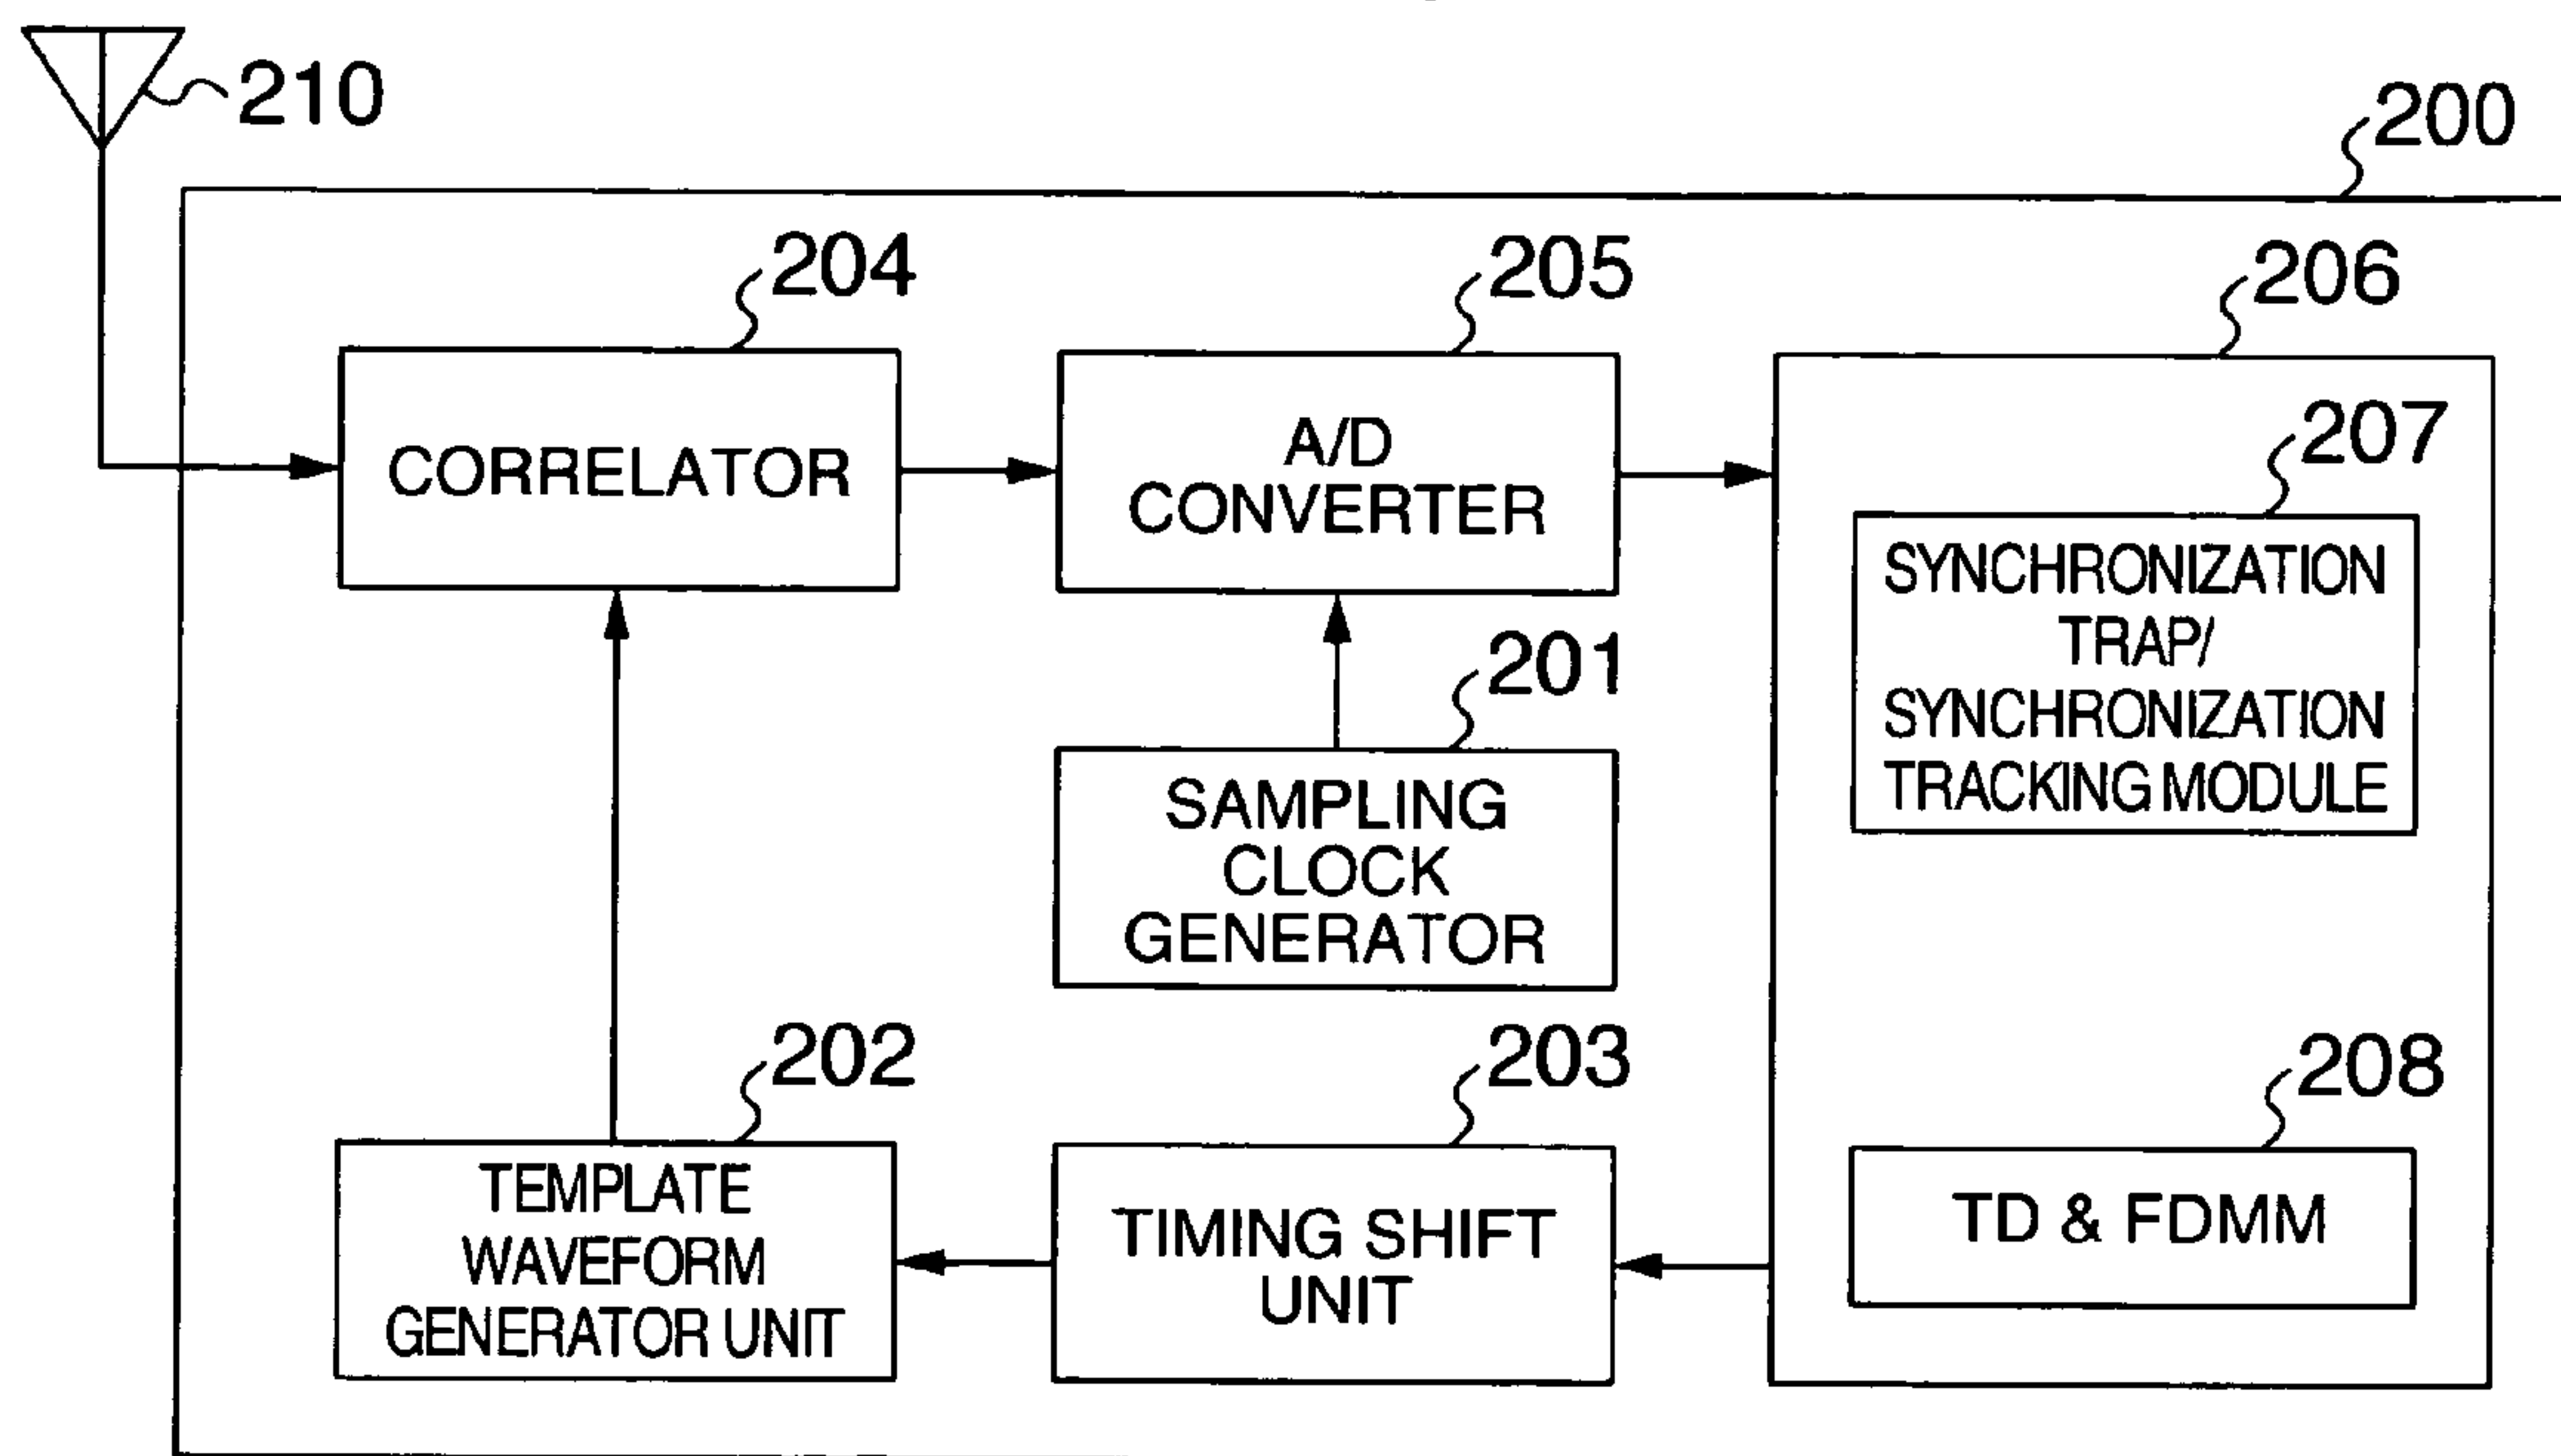 210
200
204
205
206
CORRELATOR
A/D
CONVERTER
207
SYNCHRONIZATION
TRAP/
SYNCHRONIZATION
TRACKING MODULE
201
SAMPLING
CLOCK
GENERATOR
202
203
208
TEMPLATE
WAVEFORM
GENERATOR UNIT
TIMING SHIFT
UNIT
TD & FDMM